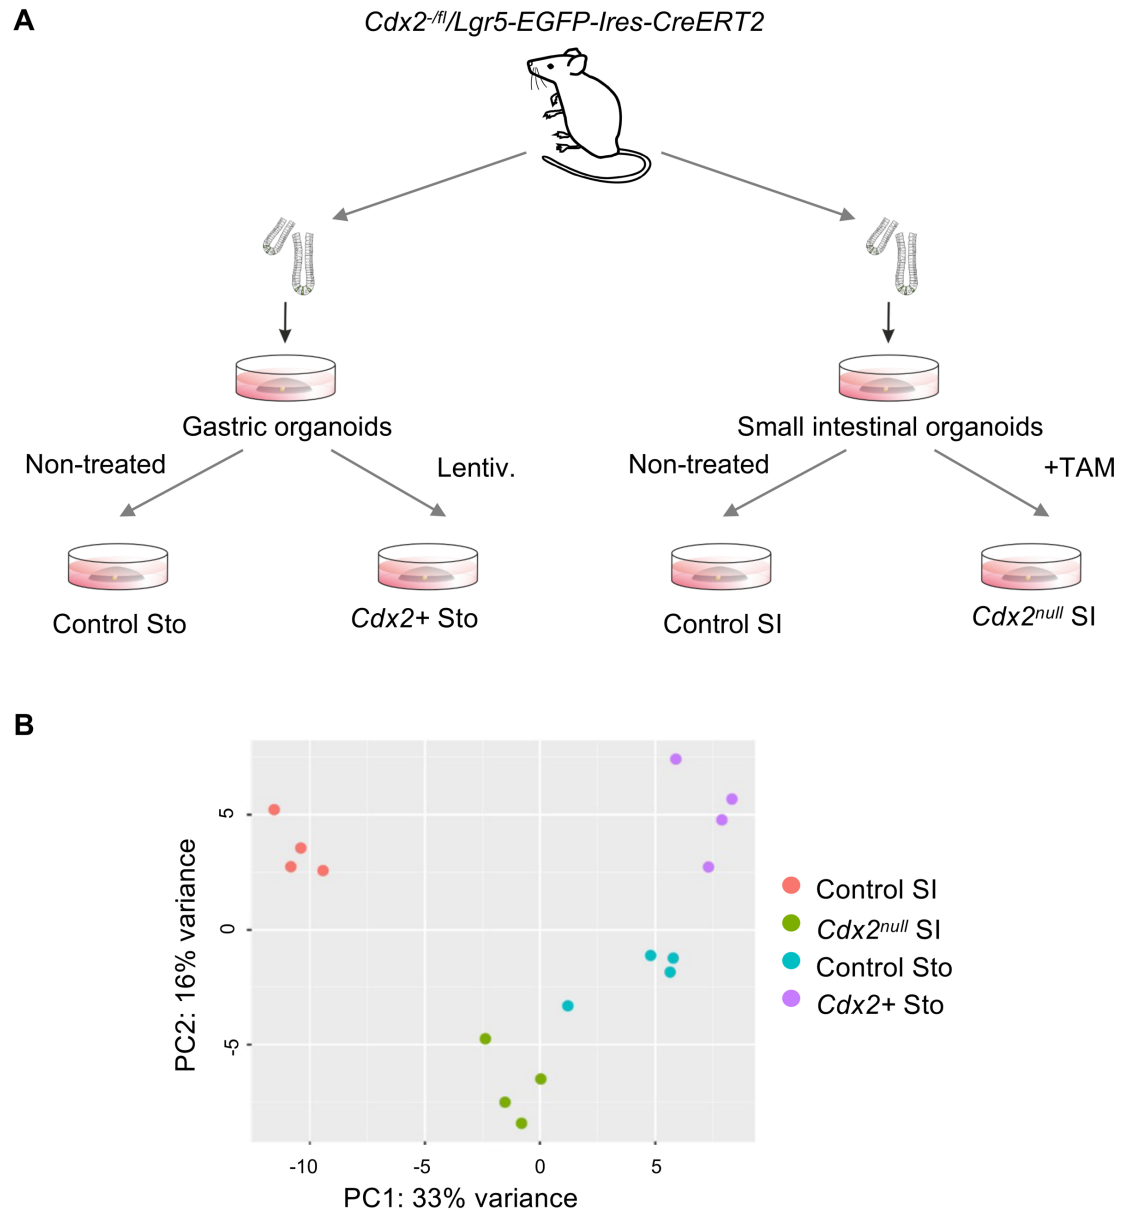 A
Cdx2-/fl/Lgr5-EGFP-Ires-CreERT2
Gastric organoids
Small intestinal organoids
Non-treated
Lentiv.
Non-treated
+TAM
Control Sto
Cdx2+ Sto
Control SI
Cdx2null SI
B
PC2: 16% variance
5
0
-5
-10
-5
0
5
PC1: 33% variance
Control SI
Cdx2null SI
Control Sto
Cdx2+ Sto